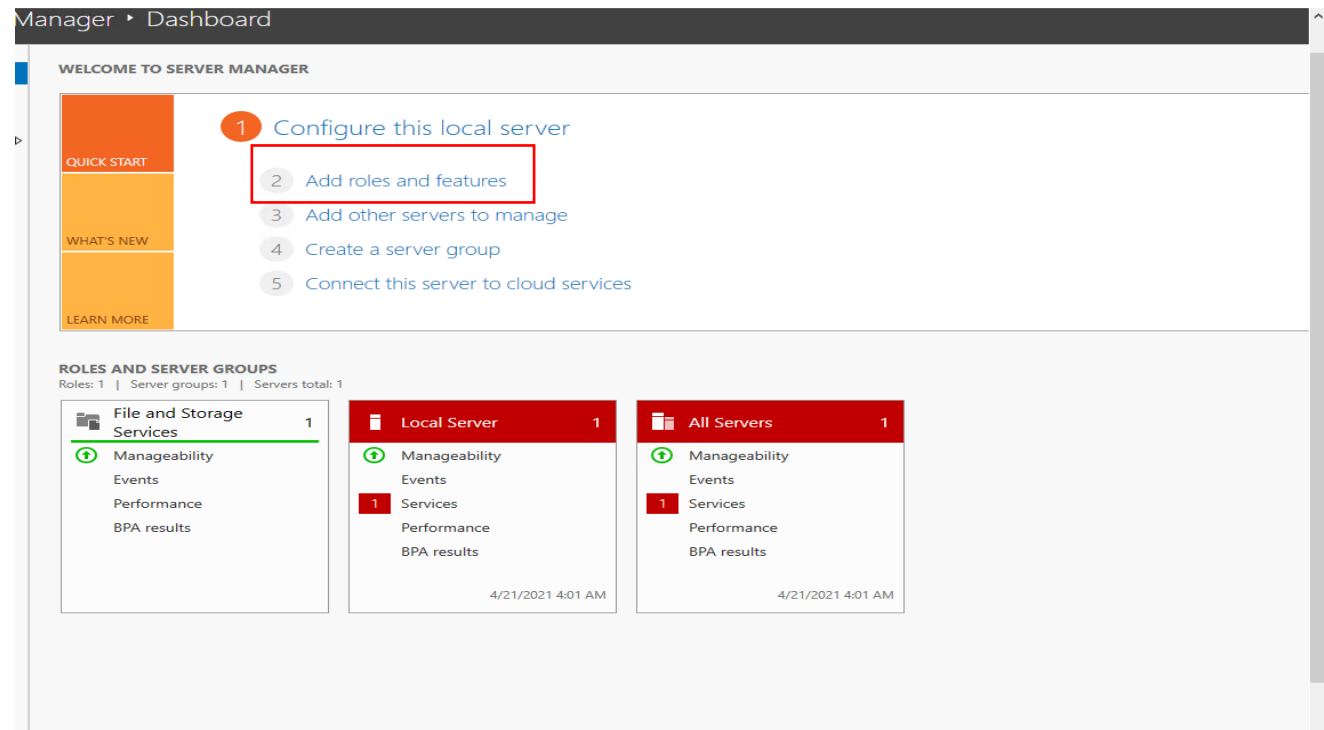 Manager ‣ Dashboard
WELCOME TO SERVER MANAGER
QUICK START
WHAT'S NEW
LEARN MORE
1 Configure this local server
2 Add roles and features
3 Add other servers to manage
4 Create a server group
5 Connect this server to cloud services
ROLES AND SERVER GROUPS
Roles: 1 | Server groups: 1 | Servers total: 1
File and Storage
Services 1
Manageability
Events
Performance
BPA results
Local Server 1
Manageability
Events
1 Services
Performance
BPA results
4/21/2021 4:01 AM
All Servers 1
Manageability
Events
1 Services
Performance
BPA results
4/21/2021 4:01 AM